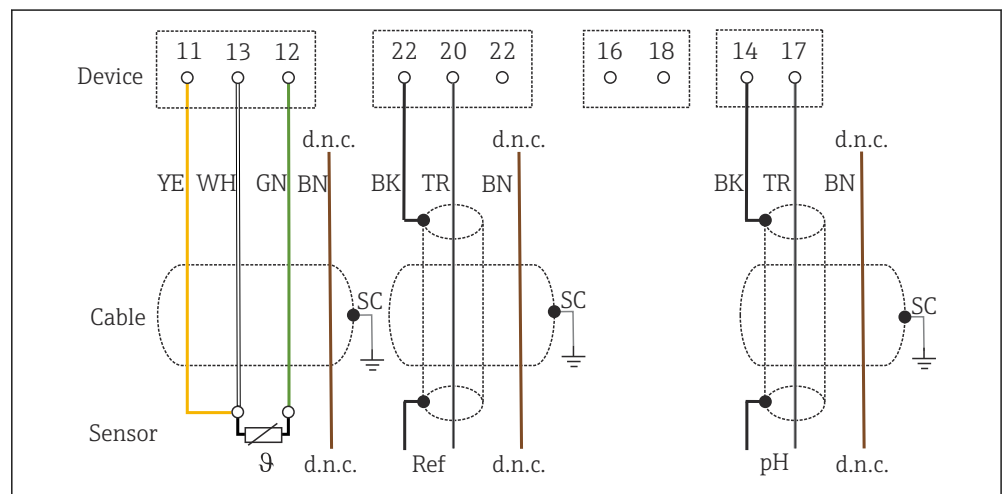 11 13 12 22 20 22 16 18 14 17
Device
d.n.c. d.n.c. d.n.c.
YE WH GN BN BK TR BN BK TR BN
SC SC SC
Cable
Sensor
ϑ d.n.c. Ref d.n.c. pH d.n.c.